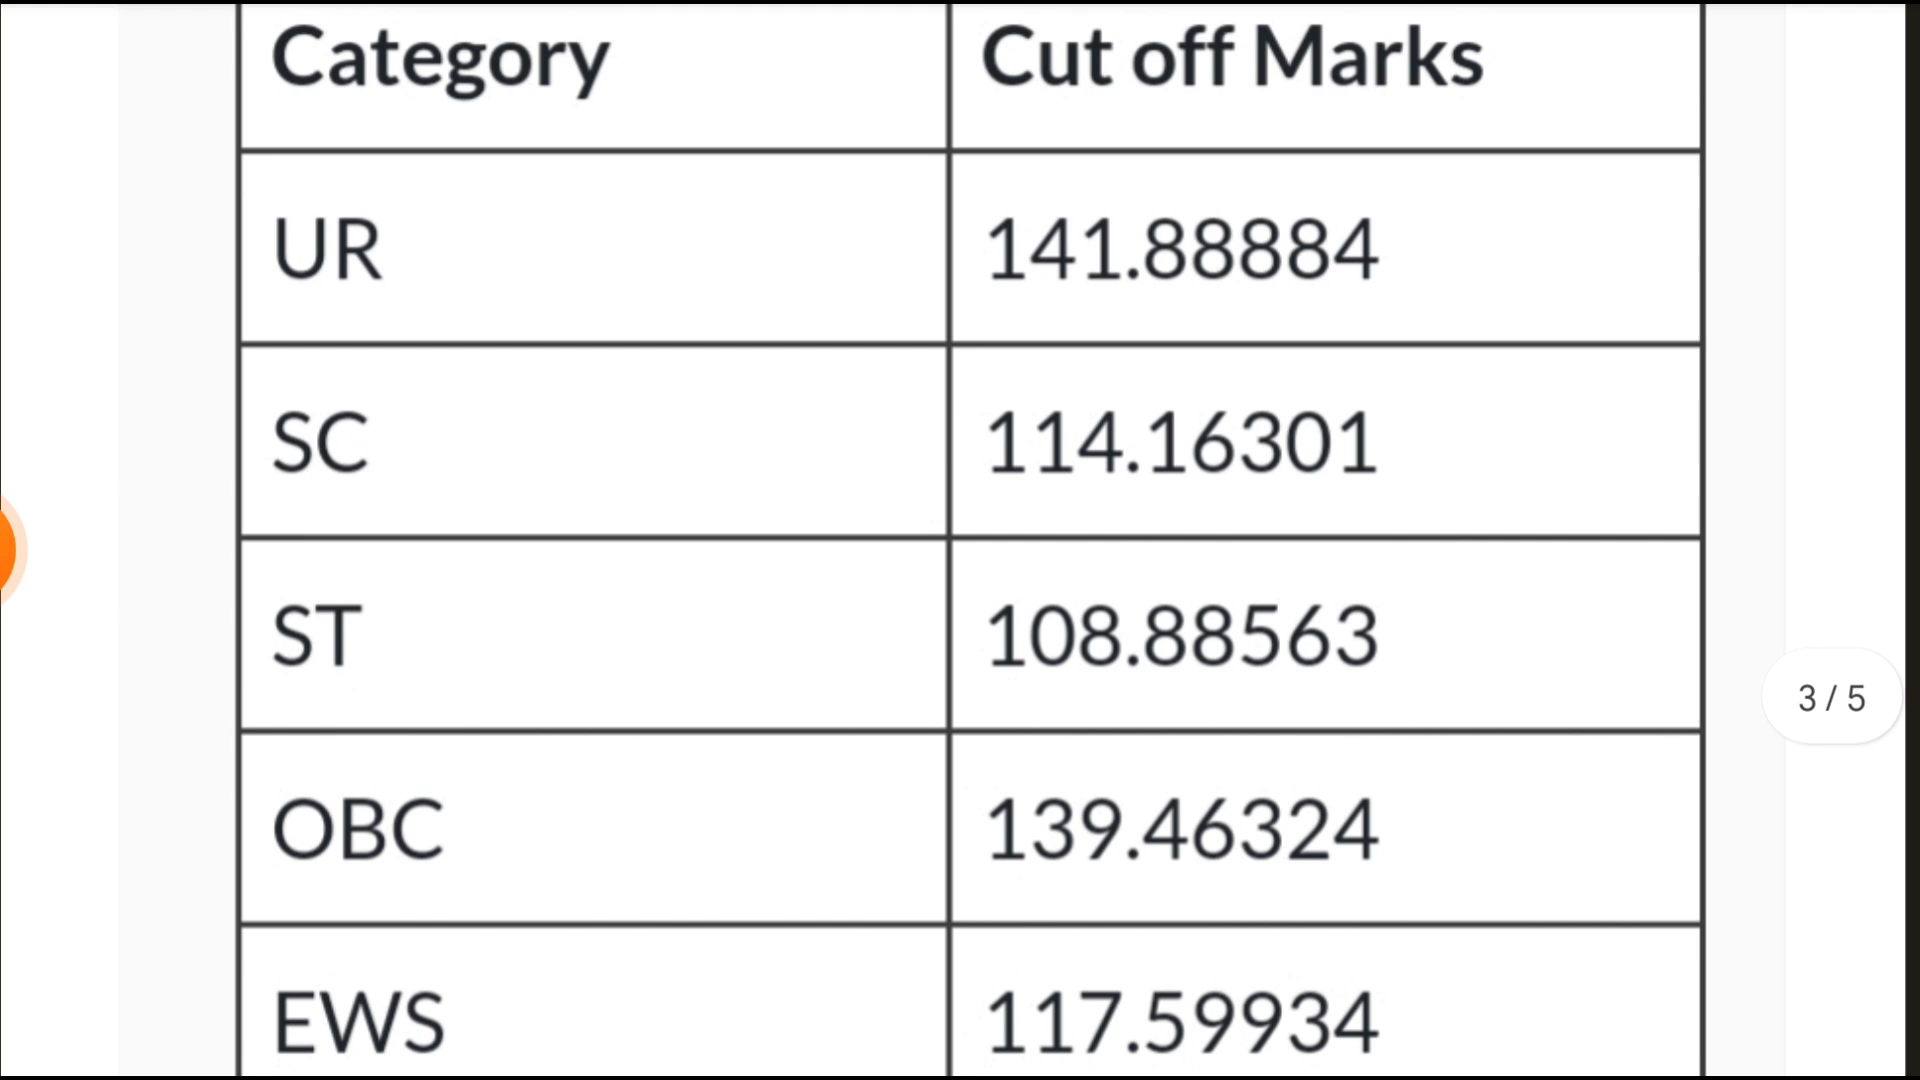 Category Cut off Marks
UR 141.88884
SC 114.16301
ST 108.88563
3 / 5
OBC 139.46324
EWS 117.59934